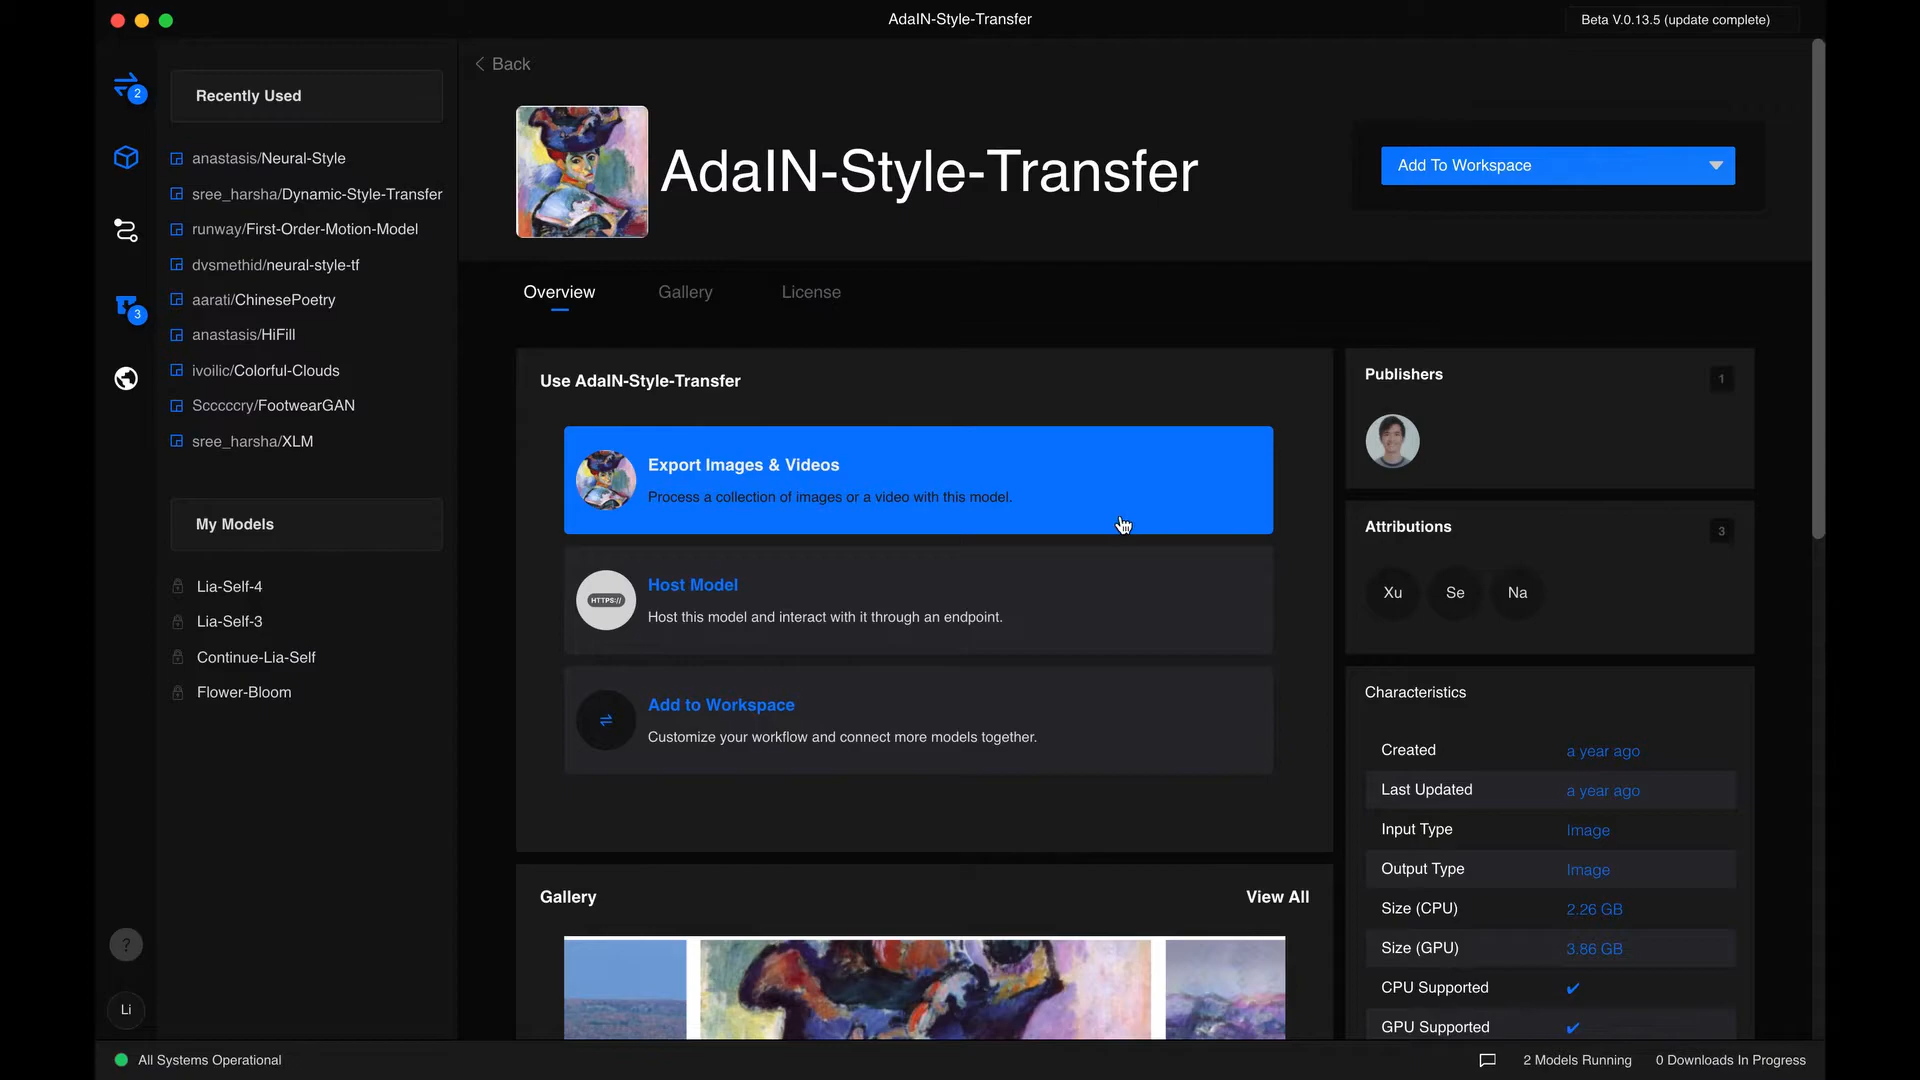 AdaIN-Style-Transfer
Beta V.0.13.5 (update complete)
2
3
?
Li
Recently Used
anastasis/Neural-Style
sree_harsha/Dynamic-Style-Transfer
runway/First-Order-Motion-Model
dvsmethid/neural-style-tf
aarati/ChinesePoetry
anastasis/HiFill
ivoilic/Colorful-Clouds
Scccccry/FootwearGAN
sree_harsha/XLM
My Models
Lia-Self-4
Lia-Self-3
Continue-Lia-Self
Flower-Bloom
Back
AdaIN-Style-Transfer
Add To Workspace
Overview
Gallery
License
Use AdaIN-Style-Transfer
Export Images & Videos
Process a collection of images or a video with this model.
HTTPS://
Host Model
Host this model and interact with it through an endpoint.
Add to Workspace
Customize your workflow and connect more models together.
Gallery
View All
Publishers
1
Attributions
3
Xu
Se
Na
Characteristics
Created a year ago
Last Updated a year ago
Input Type Image
Output Type Image
Size (CPU) 2.26 GB
Size (GPU) 3.86 GB
CPU Supported ✔
GPU Supported ✔
All Systems Operational
2 Models Running
0 Downloads In Progress